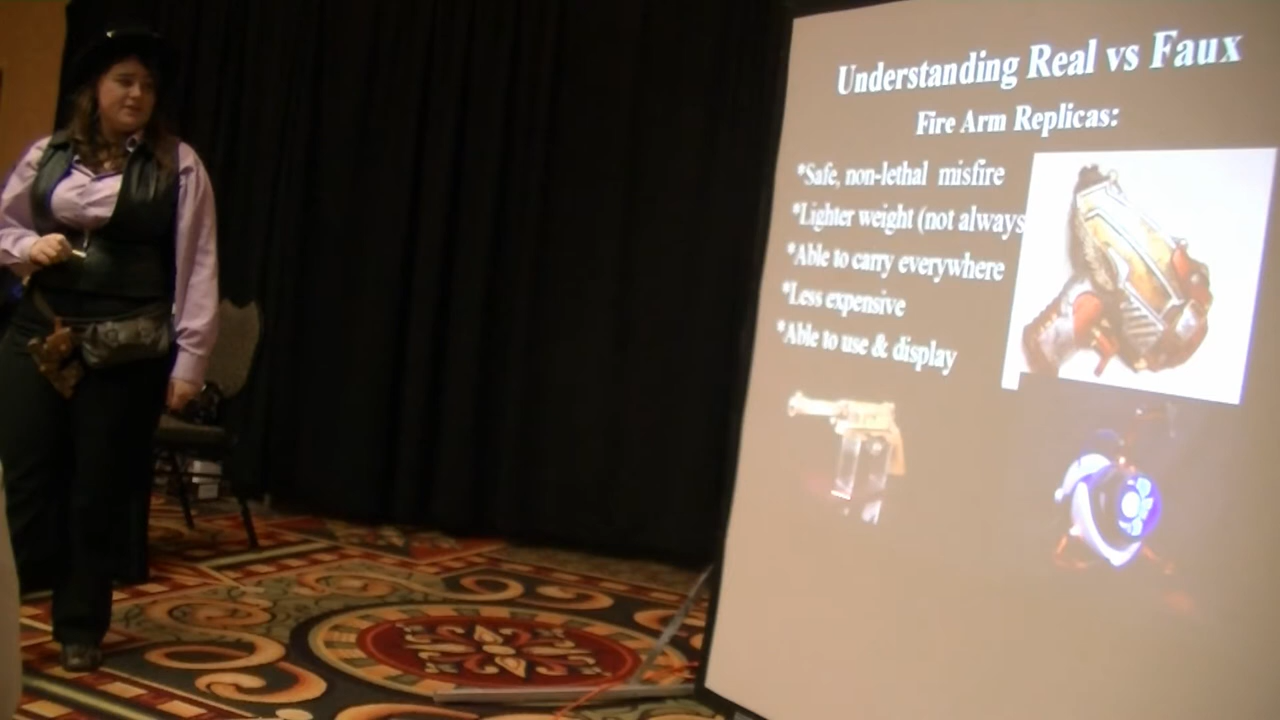 Understanding Real vs Faux
Fire Arm Replicas:
*Safe, non-lethal misfire
*Lighter weight (not always
*Able to carry everywhere
*Less expensive
*Able to use & display